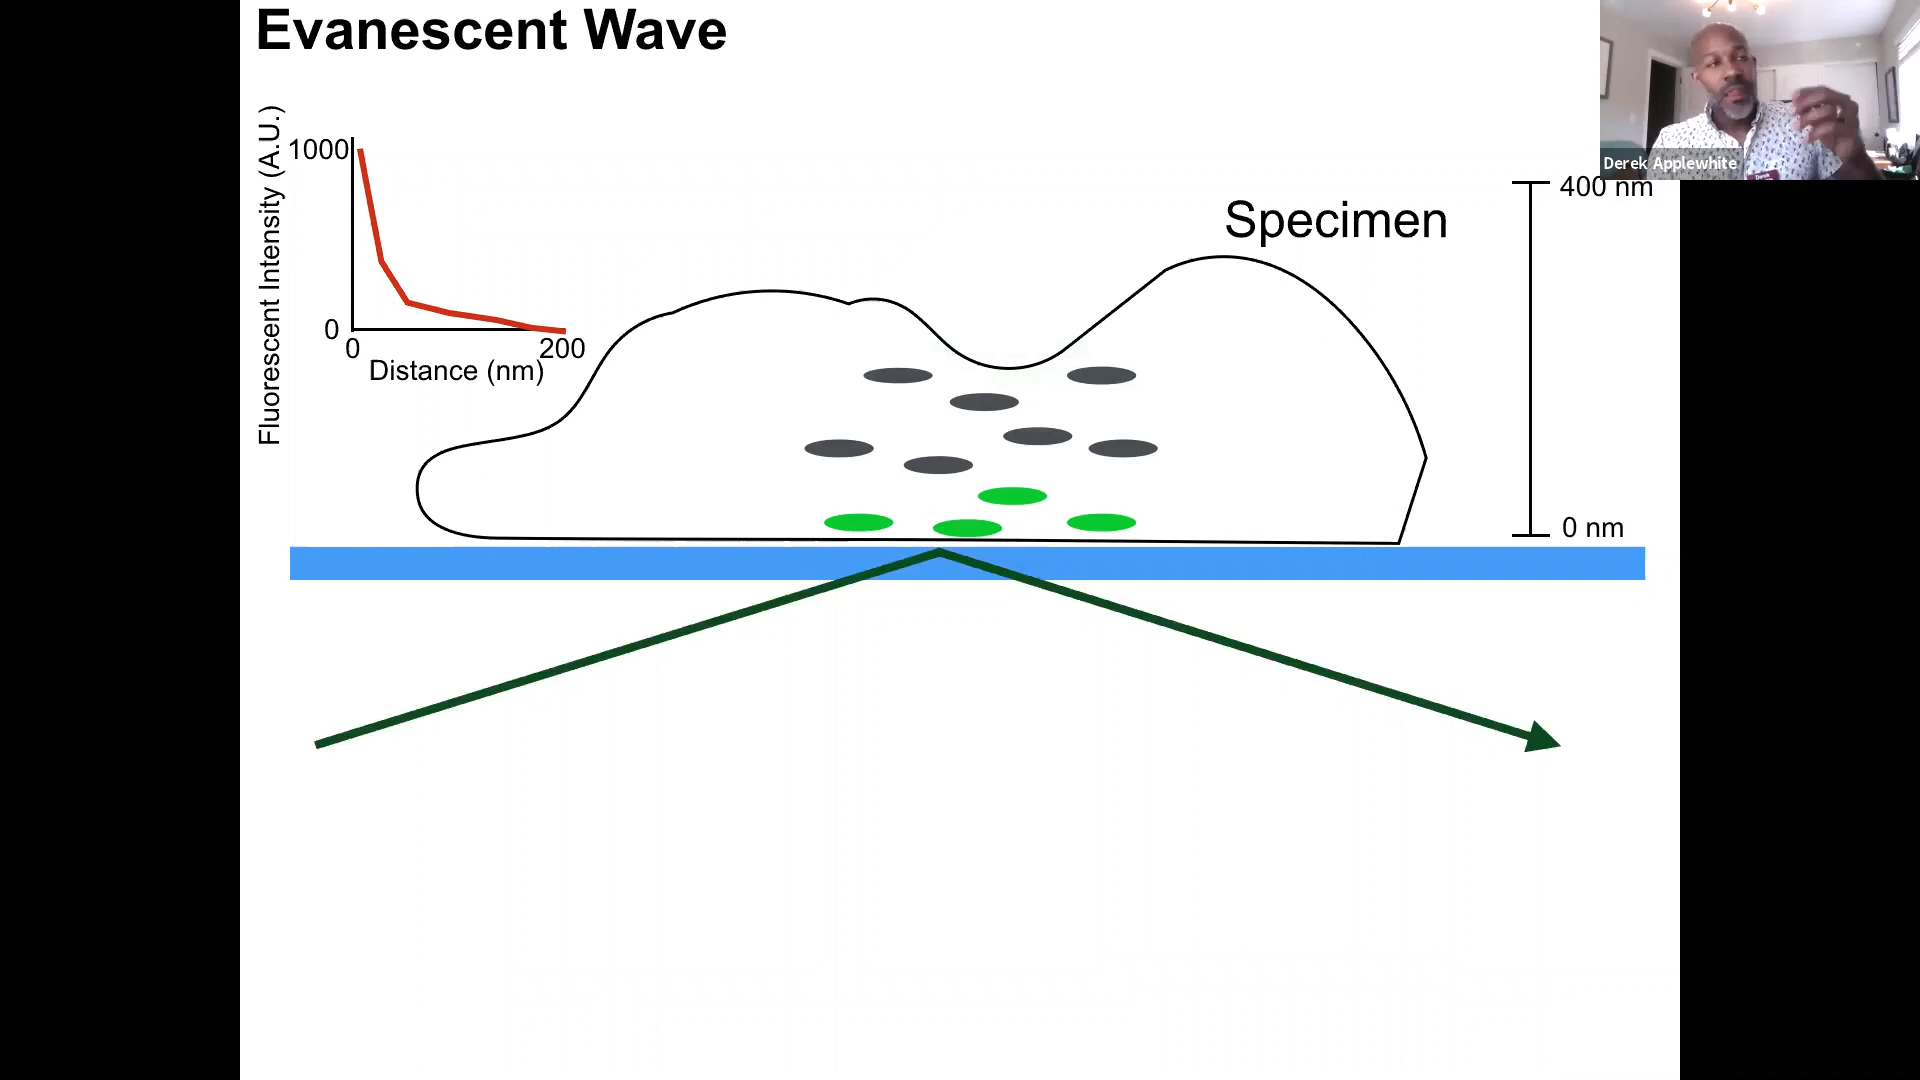 Evanescent Wave
Fluorescent Intensity (A.U.)
1000
0
0
200
Distance (nm)
Specimen
400 nm
0 nm
Derek Applewhite